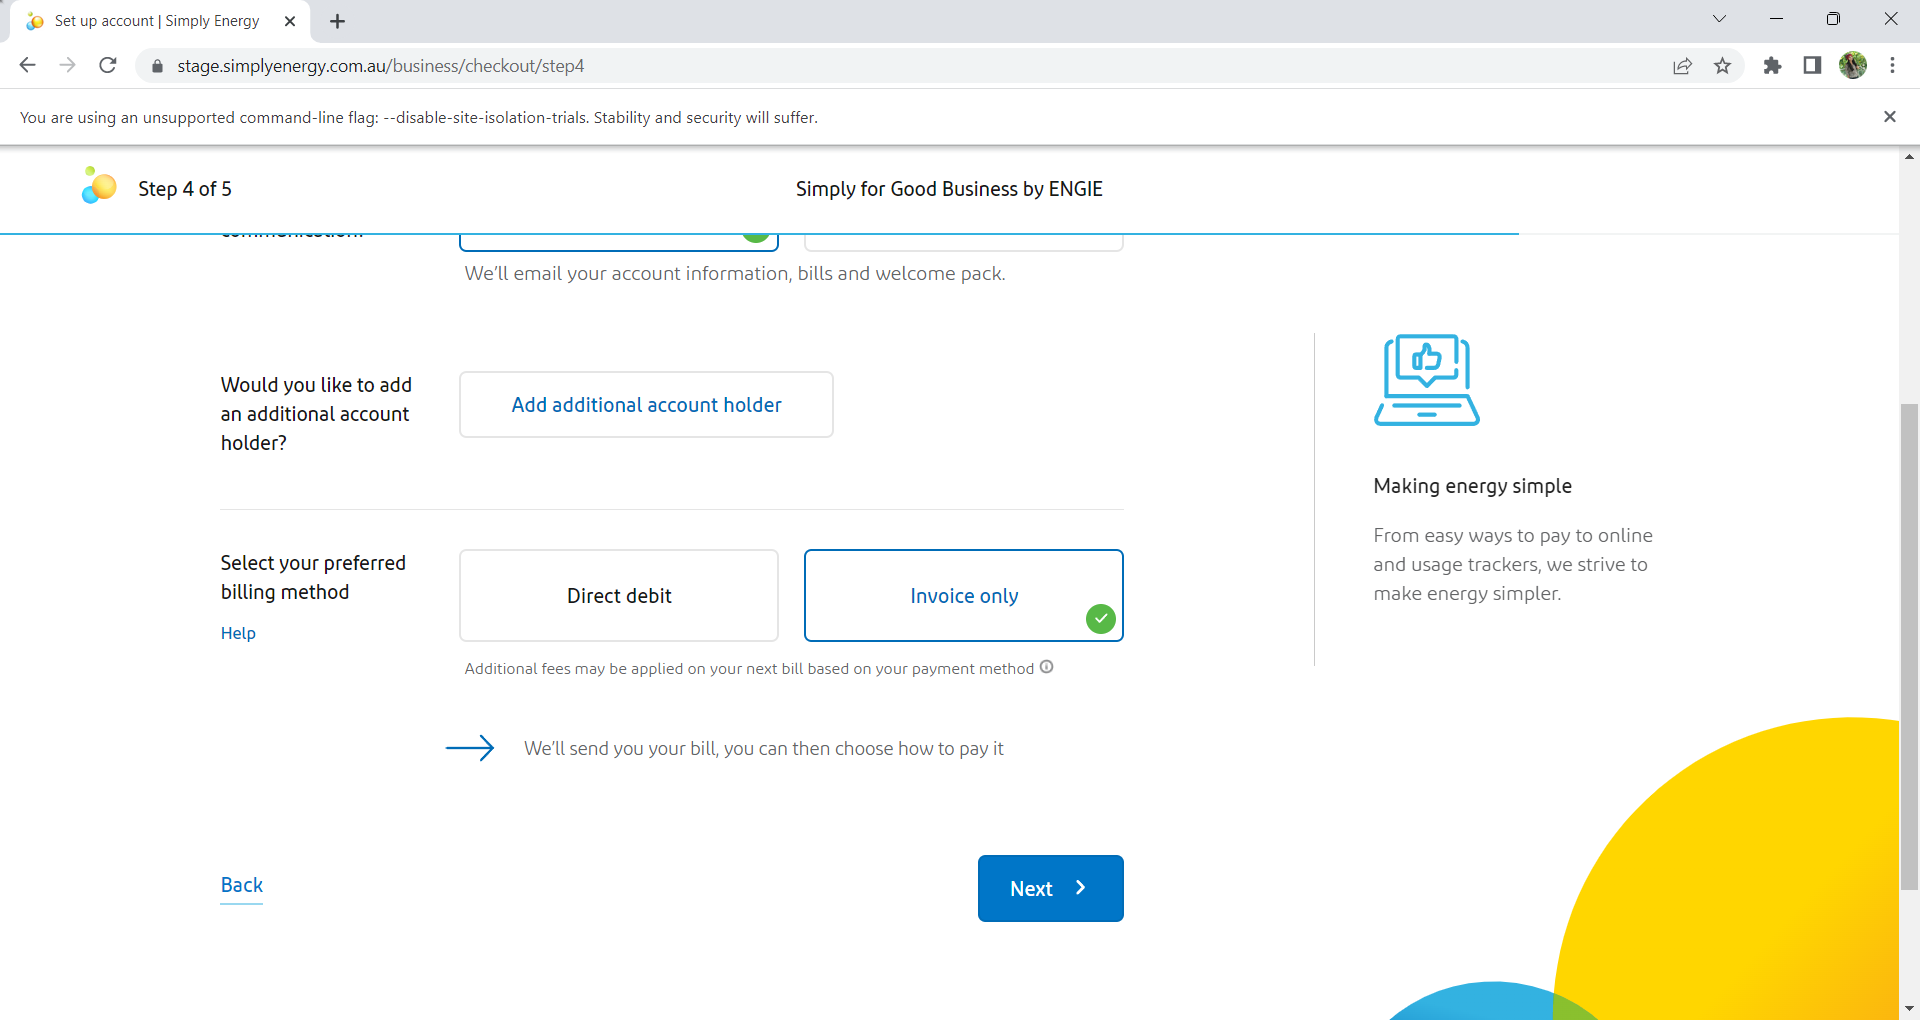 Set up account | Simply Energy
stage.simplyenergy.com.au/business/checkout/step4
You are using an unsupported command-line flag: --disable-site-isolation-trials. Stability and security will suffer.
Step 4 of 5
Simply for Good Business by ENGIE
communication?
We'll email your account information, bills and welcome pack.
Would you like to add
an additional account
holder?
Add additional account holder
Making energy simple
From easy ways to pay to online
and usage trackers, we strive to
make energy simpler.
Select your preferred
billing method
Help
Direct debit
Invoice only
Additional fees may be applied on your next bill based on your payment method
We'll send you your bill, you can then choose how to pay it
Back
Next